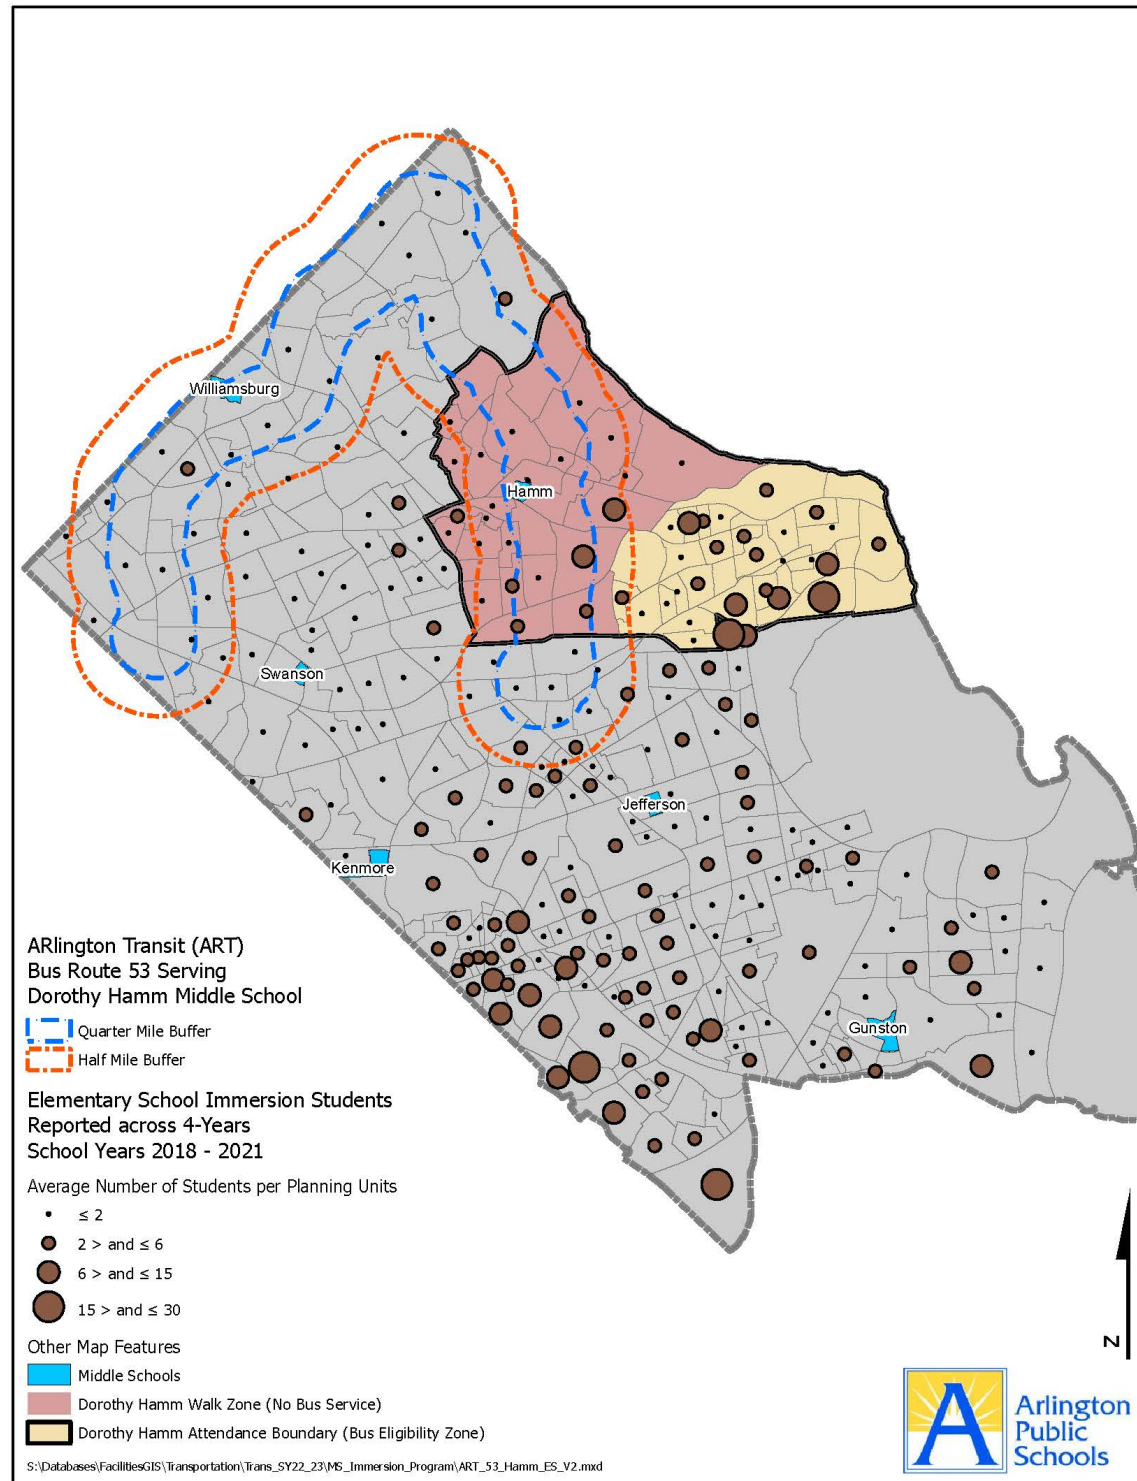 Williamsburg
Hamm
Swanson
Jefferson
Kenmore
Gunston
ARlington Transit (ART)
Bus Route 53 Serving
Dorothy Hamm Middle School
Quarter Mile Buffer
Half Mile Buffer
Elementary School Immersion Students
Reported across 4-Years
School Years 2018 - 2021
Average Number of Students per Planning Units
≤ 2
2 > and ≤ 6
6 > and ≤ 15
15 > and ≤ 30
Other Map Features
Middle Schools
Dorothy Hamm Walk Zone (No Bus Service)
Dorothy Hamm Attendance Boundary (Bus Eligibility Zone)
S:\Databases\FacilitiesGIS\Transportation\Trans_SY22_23\MS_Immersion_Program\ART_53_Hamm_ES_V2.mxd
N
A
Arlington
Public
Schools